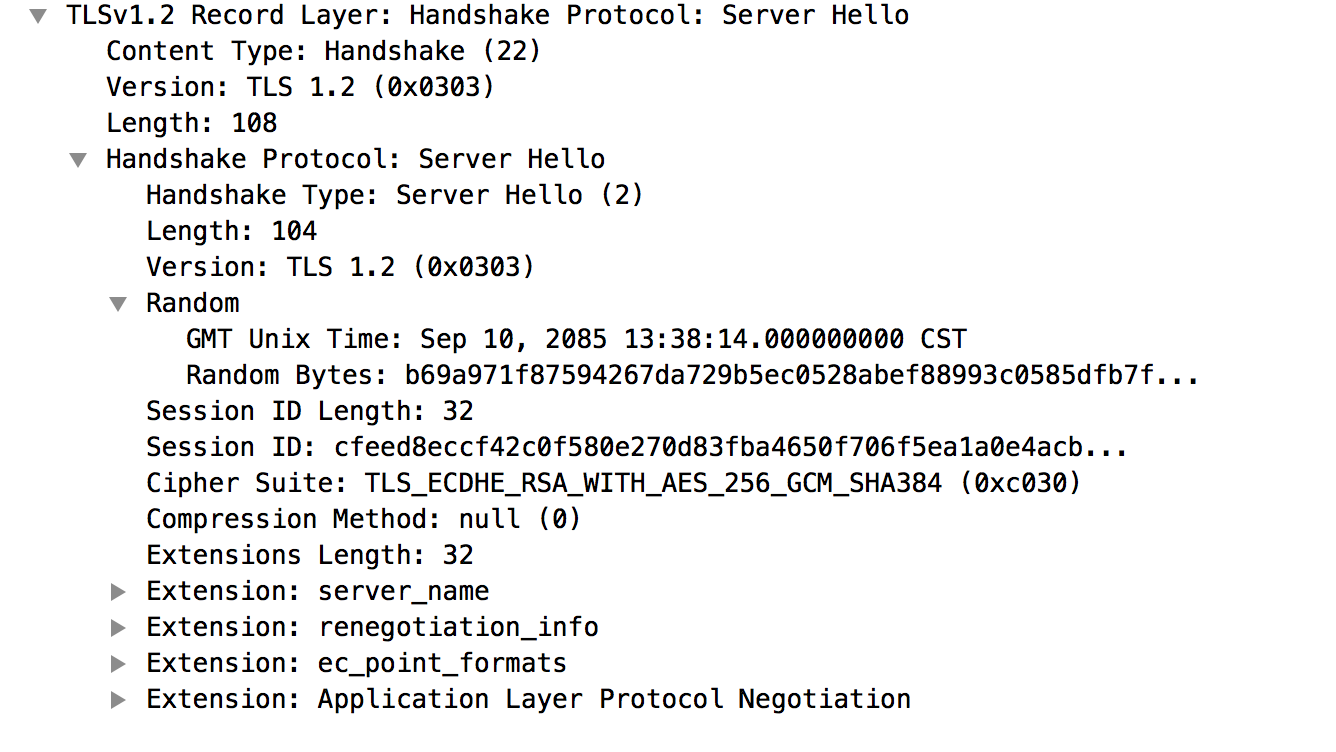 TLSv1.2 Record Layer: Handshake Protocol: Server Hello
Content Type: Handshake (22)
Version: TLS 1.2 (0x0303)
Length: 108
Handshake Protocol: Server Hello
Handshake Type: Server Hello (2)
Length: 104
Version: TLS 1.2 (0x0303)
Random
GMT Unix Time: Sep 10, 2085 13:38:14.000000000 CST
Random Bytes: b69a971f87594267da729b5ec0528abef88993c0585dfb7f...
Session ID Length: 32
Session ID: cfeed8eccf42c0f580e270d83fba4650f706f5ea1a0e4acb...
Cipher Suite: TLS_ECDHE_RSA_WITH_AES_256_GCM_SHA384 (0xc030)
Compression Method: null (0)
Extensions Length: 32
Extension: server_name
Extension: renegotiation_info
Extension: ec_point_formats
Extension: Application Layer Protocol Negotiation